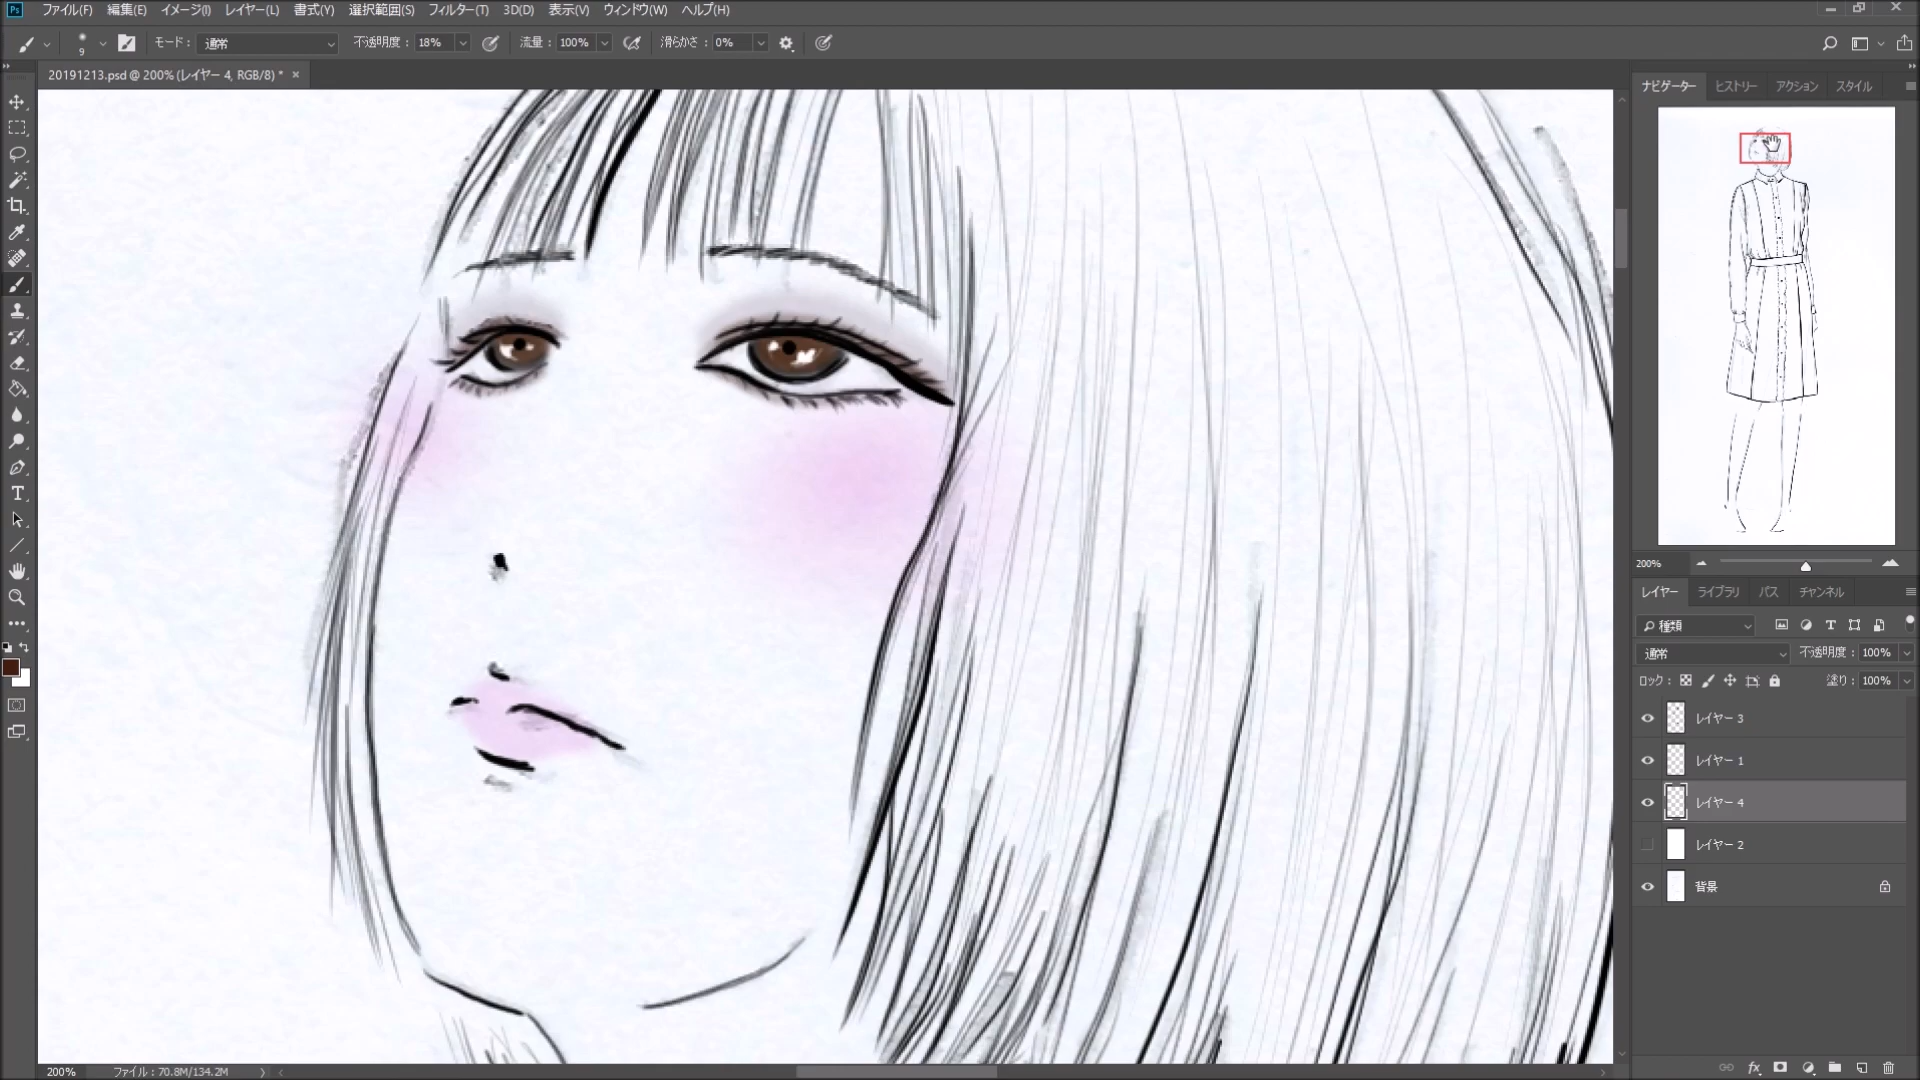 Ps ファイル(F) 編集(E) イメージ(I) レイヤー(L) 書式(Y) 選択範囲(S) フィルター(T) 3D(D) 表示(V) ウィンドウ(W) ヘルプ(H)
9 モード： 通常 不透明度： 18% 流量： 100% 滑らかさ： 0%
20191213.psd @ 200% (レイヤー 4, RGB/8) * ×
ナビゲーター ヒストリー アクション スタイル
200%
レイヤー ライブラリ パス チャンネル
種類
通常 不透明度： 100%
ロック： 塗り： 100%
レイヤー 3
レイヤー 1
レイヤー 4
レイヤー 2
背景
200% ファイル : 70.8M/134.2M